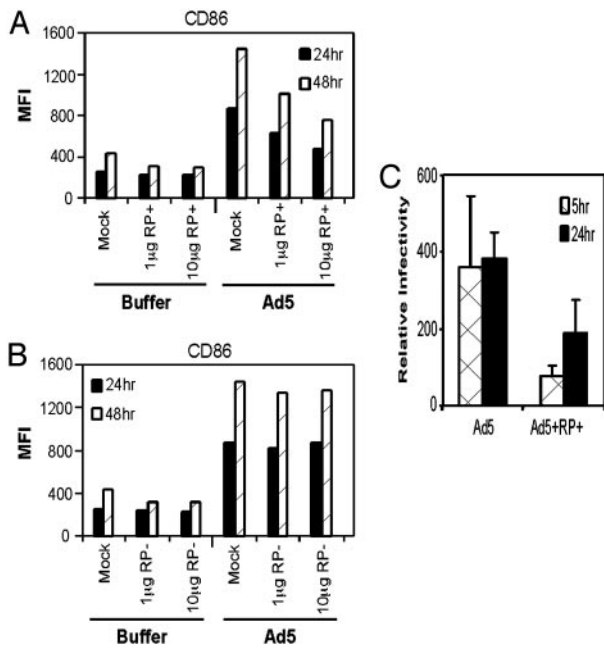 A
CD86
1600
1200
800
400
0
MFI
24hr
48hr
Mock
1µg RP+
10µg RP+
Mock
1µg RP+
10µg RP+
Buffer
Ad5
B
CD86
1600
1200
800
400
0
MFI
24hr
48hr
Mock
1µg RP-
10µg RP-
Mock
1µg RP-
10µg RP-
Buffer
Ad5
C
600
400
200
0
Relative Infectivity
5hr
24hr
Ad5
Ad5+RP+